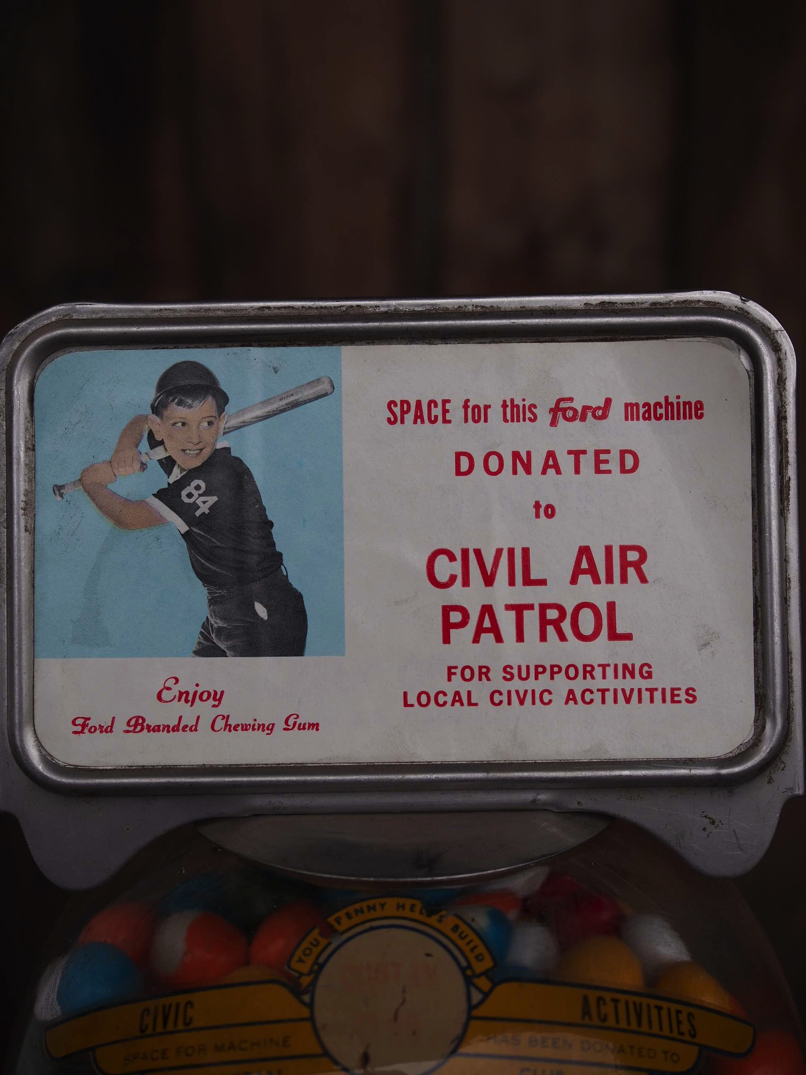 SPACE for this ford machine
DONATED
to
CIVIL AIR
PATROL
FOR SUPPORTING
LOCAL CIVIC ACTIVITIES
84
Enjoy
Ford Branded Chewing Gum
YOUR PENNY HELPS BUILD
CIVIC ACTIVITIES
SPACE FOR MACHINE
HAS BEEN DONATED TO